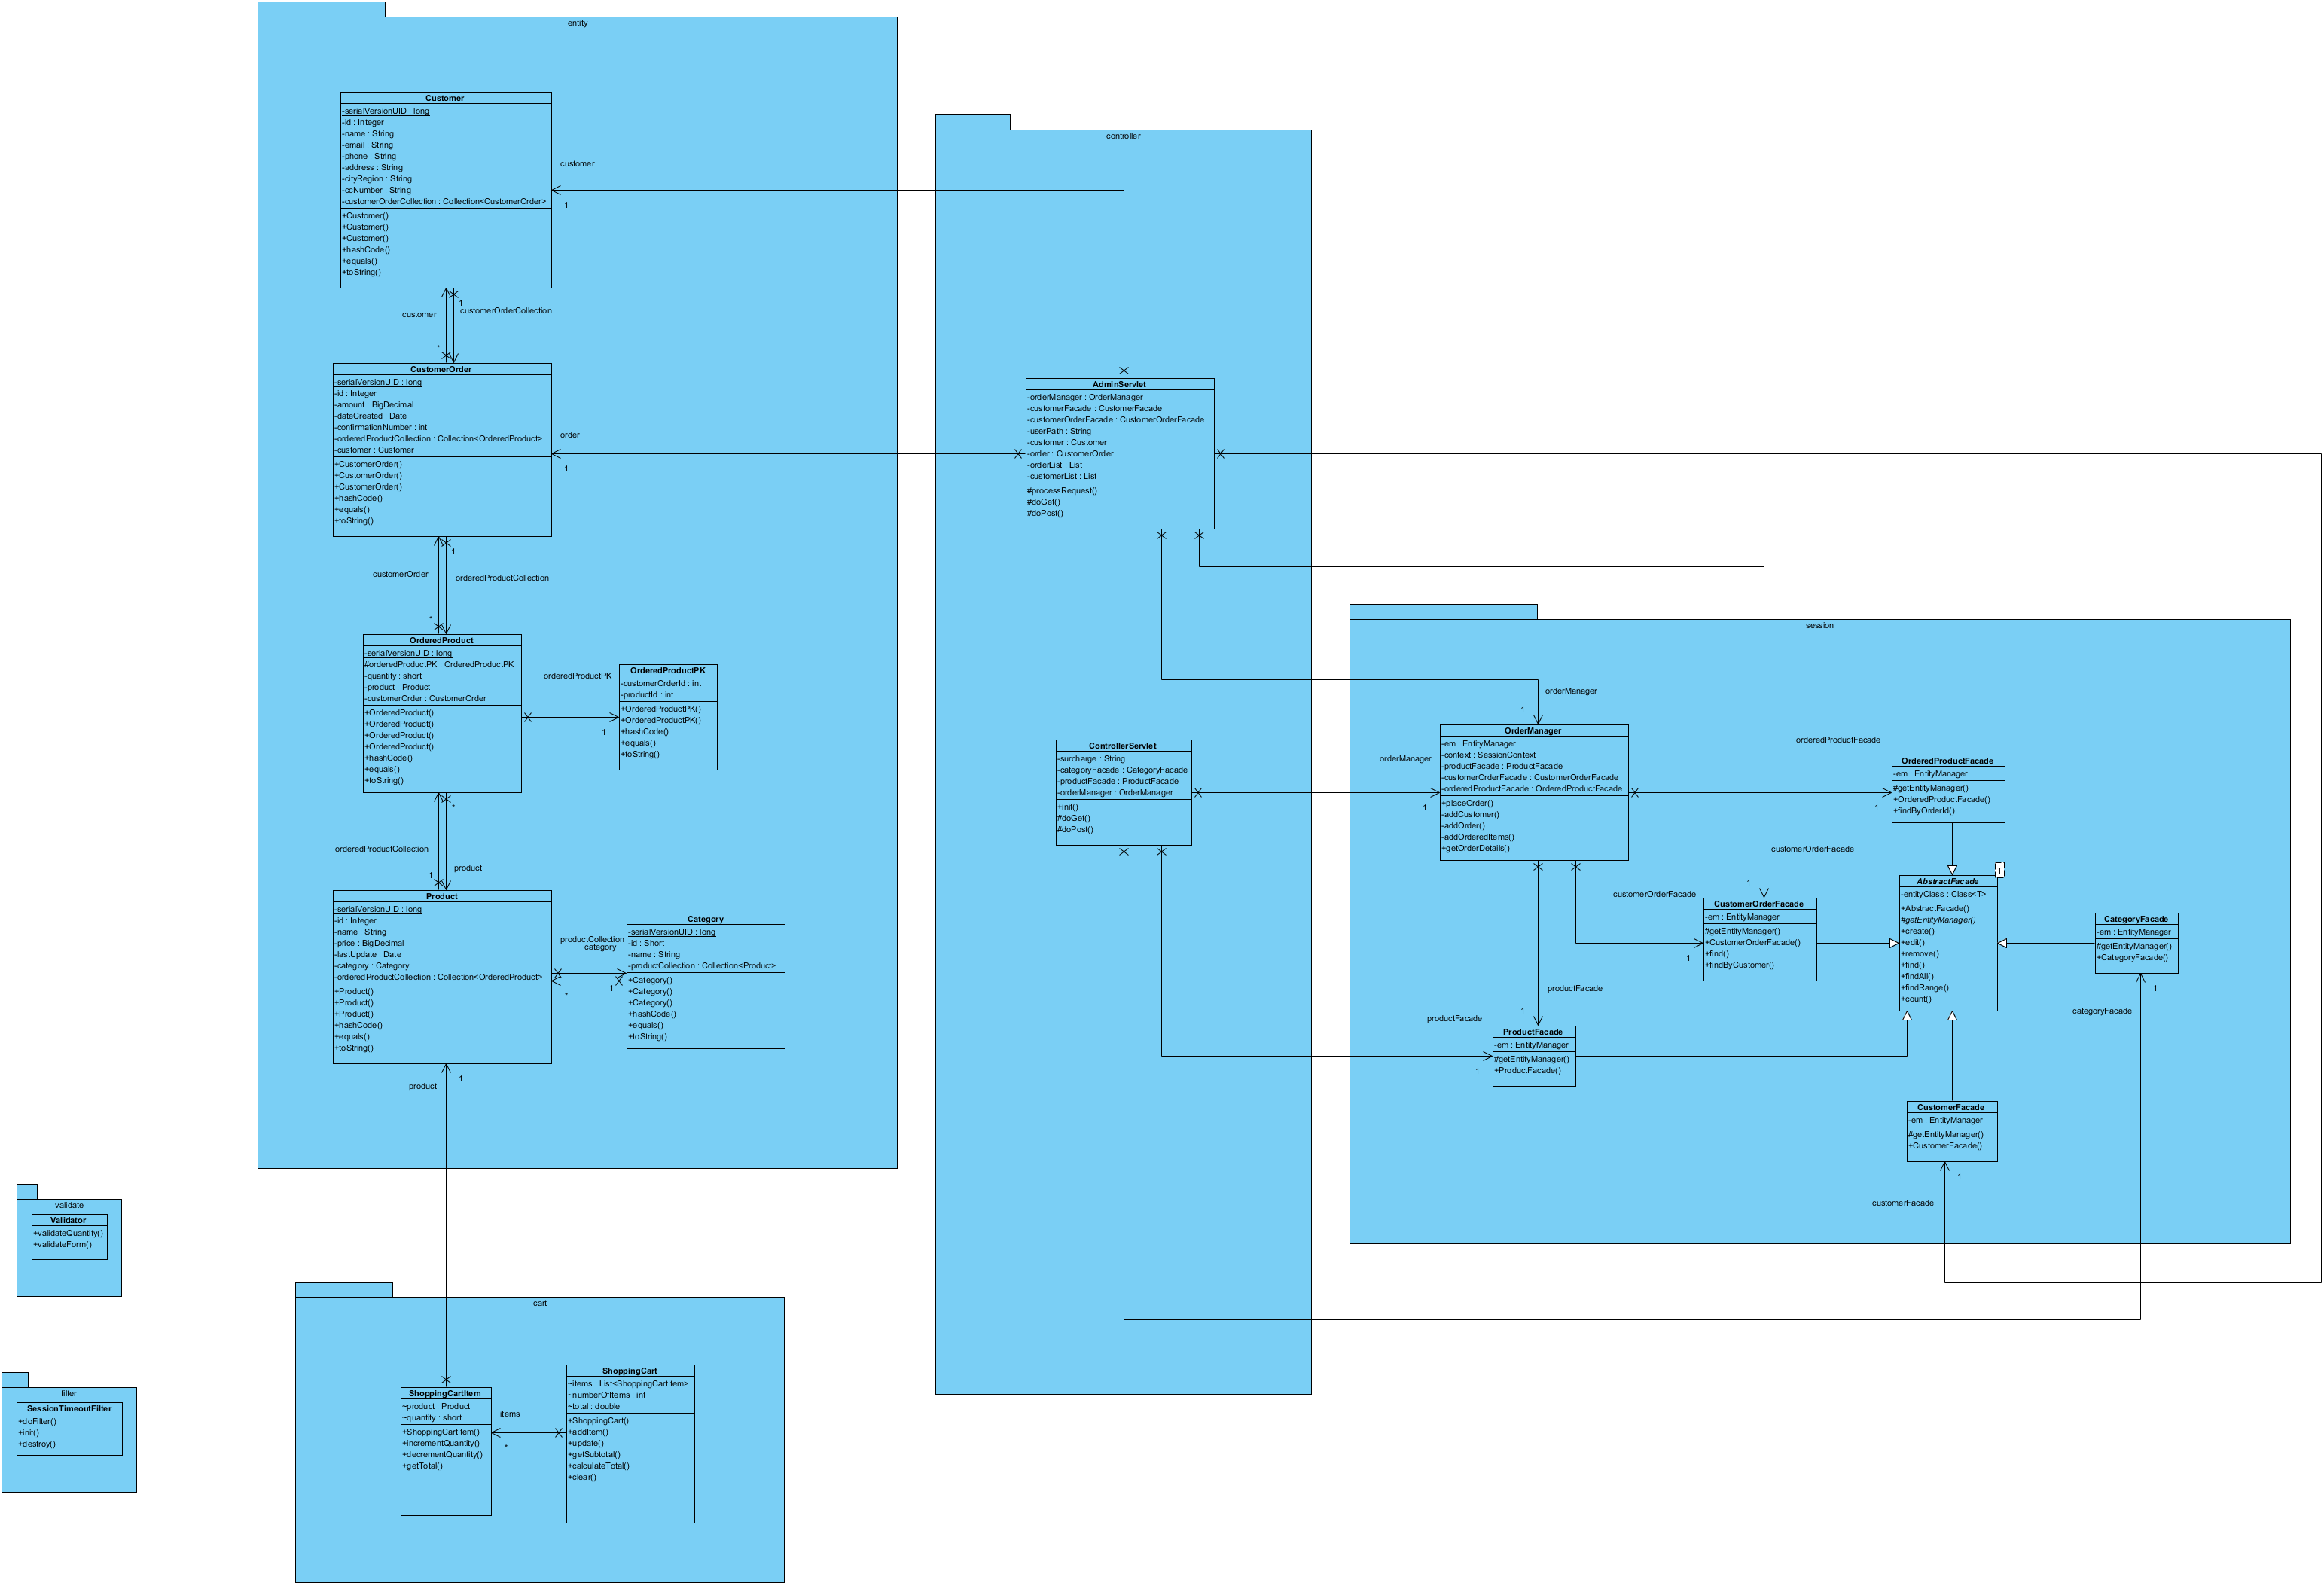 entity
Customer
-serialVersionUID : long
-id : Integer
-name : String
-email : String
-phone : String
-address : String
-cityRegion : String
-ccNumber : String
-customerOrderCollection : Collection<CustomerOrder>
+Customer()
+Customer()
+Customer()
+hashCode()
+equals()
+toString()
customer
1
1
customer
customerOrderCollection
*
CustomerOrder
-serialVersionUID : long
-id : Integer
-amount : BigDecimal
-dateCreated : Date
-confirmationNumber : int
-orderedProductCollection : Collection<OrderedProduct>
-customer : Customer
+CustomerOrder()
+CustomerOrder()
+CustomerOrder()
+hashCode()
+equals()
+toString()
order
1
1
customerOrder
orderedProductCollection
*
OrderedProduct
-serialVersionUID : long
#orderedProductPK : OrderedProductPK
-quantity : short
-product : Product
-customerOrder : CustomerOrder
+OrderedProduct()
+OrderedProduct()
+OrderedProduct()
+OrderedProduct()
+hashCode()
+equals()
+toString()
orderedProductPK
1
OrderedProductPK
-customerOrderId : int
-productId : int
+OrderedProductPK()
+OrderedProductPK()
+hashCode()
+equals()
+toString()
*
orderedProductCollection
1
product
Product
-serialVersionUID : long
-id : Integer
-name : String
-price : BigDecimal
-lastUpdate : Date
-category : Category
-orderedProductCollection : Collection<OrderedProduct>
+Product()
+Product()
+Product()
+hashCode()
+equals()
+toString()
productCollection
category
*
1
Category
-serialVersionUID : long
-id : Short
-name : String
-productCollection : Collection<Product>
+Category()
+Category()
+Category()
+hashCode()
+equals()
+toString()
product
1
controller
AdminServlet
-orderManager : OrderManager
-customerFacade : CustomerFacade
-customerOrderFacade : CustomerOrderFacade
-userPath : String
-customer : Customer
-order : CustomerOrder
-orderList : List
-customerList : List
#processRequest()
#doGet()
#doPost()
ControllerServlet
-surcharge : String
-categoryFacade : CategoryFacade
-productFacade : ProductFacade
-orderManager : OrderManager
+init()
#doGet()
#doPost()
session
orderManager
1
orderManager
1
OrderManager
-em : EntityManager
-context : SessionContext
-productFacade : ProductFacade
-customerOrderFacade : CustomerOrderFacade
-orderedProductFacade : OrderedProductFacade
+placeOrder()
-addCustomer()
-addOrder()
-addOrderedItems()
+getOrderDetails()
orderedProductFacade
1
OrderedProductFacade
-em : EntityManager
#getEntityManager()
+OrderedProductFacade()
+findByOrderId()
customerOrderFacade
1
customerOrderFacade
1
CustomerOrderFacade
-em : EntityManager
#getEntityManager()
+CustomerOrderFacade()
+find()
+findByCustomer()
T
AbstractFacade
-entityClass : Class<T>
+AbstractFacade()
#getEntityManager()
+create()
+edit()
+remove()
+find()
+findAll()
+findRange()
+count()
CategoryFacade
-em : EntityManager
#getEntityManager()
+CategoryFacade()
1
categoryFacade
productFacade
1
productFacade
1
ProductFacade
-em : EntityManager
#getEntityManager()
+ProductFacade()
CustomerFacade
-em : EntityManager
#getEntityManager()
+CustomerFacade()
1
customerFacade
validate
Validator
+validateQuantity()
+validateForm()
filter
SessionTimeoutFilter
+doFilter()
+init()
+destroy()
cart
ShoppingCartItem
~product : Product
~quantity : short
+ShoppingCartItem()
+incrementQuantity()
+decrementQuantity()
+getTotal()
items
*
ShoppingCart
~items : List<ShoppingCartItem>
~numberOfItems : int
~total : double
+ShoppingCart()
+addItem()
+update()
+getSubtotal()
+calculateTotal()
+clear()